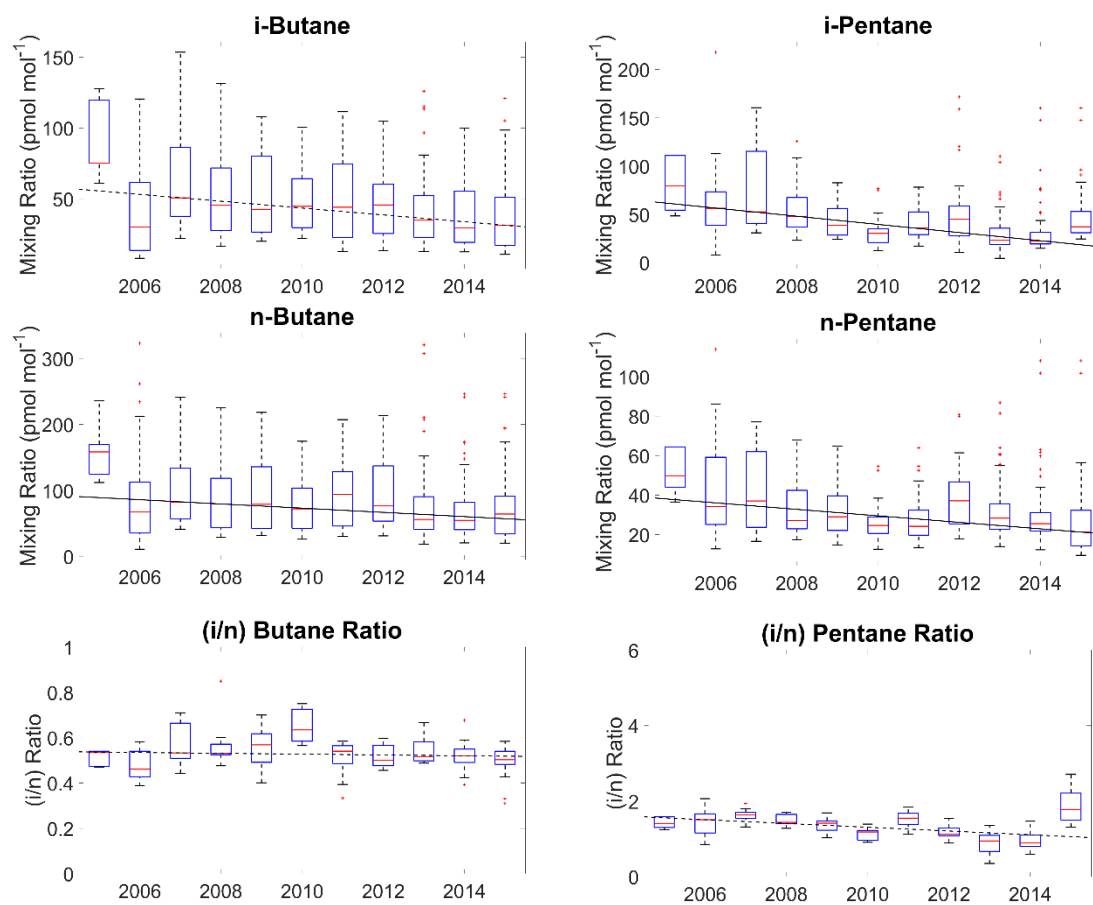 i-Butane
Mixing Ratio (pmol mol⁻¹)
150
100
50
2006 2008 2010 2012 2014
i-Pentane
Mixing Ratio (pmol mol⁻¹)
200
150
100
50
0
2006 2008 2010 2012 2014
n-Butane
Mixing Ratio (pmol mol⁻¹)
300
200
100
0
2006 2008 2010 2012 2014
n-Pentane
Mixing Ratio (pmol mol⁻¹)
100
80
60
40
20
2006 2008 2010 2012 2014
(i/n) Butane Ratio
(i/n) Ratio
1
0.8
0.6
0.4
0.2
0
2006 2008 2010 2012 2014
(i/n) Pentane Ratio
(i/n) Ratio
6
4
2
0
2006 2008 2010 2012 2014